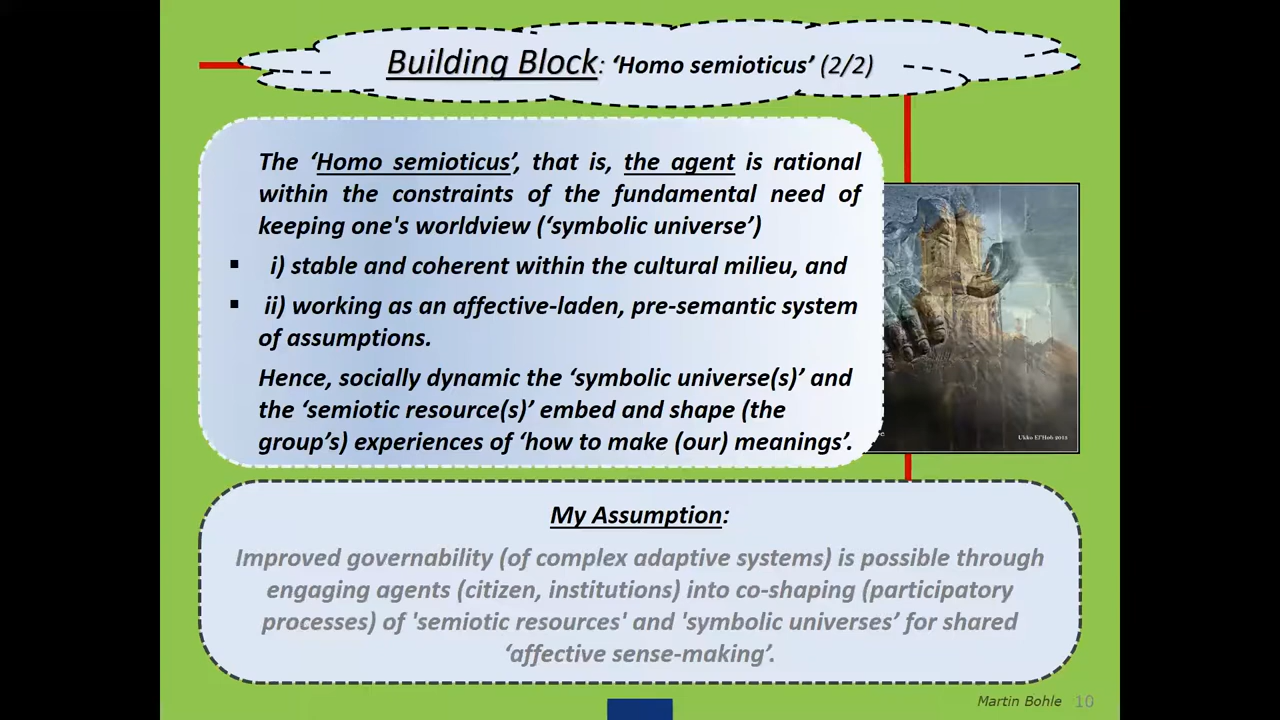 Building Block: ‘Homo semioticus’ (2/2)
The ‘Homo semioticus’, that is, the agent is rational
within the constraints of the fundamental need of
keeping one's worldview (‘symbolic universe’)
▪ i) stable and coherent within the cultural milieu, and
▪ ii) working as an affective-laden, pre-semantic system
of assumptions.
Hence, socially dynamic the ‘symbolic universe(s)’ and
the ‘semiotic resource(s)’ embed and shape (the
group’s) experiences of ‘how to make (our) meanings’.
Ukko El'Hob 2012
My Assumption:
Improved governability (of complex adaptive systems) is possible through
engaging agents (citizen, institutions) into co-shaping (participatory
processes) of 'semiotic resources' and 'symbolic universes’ for shared
‘affective sense-making’.
Martin Bohle 10